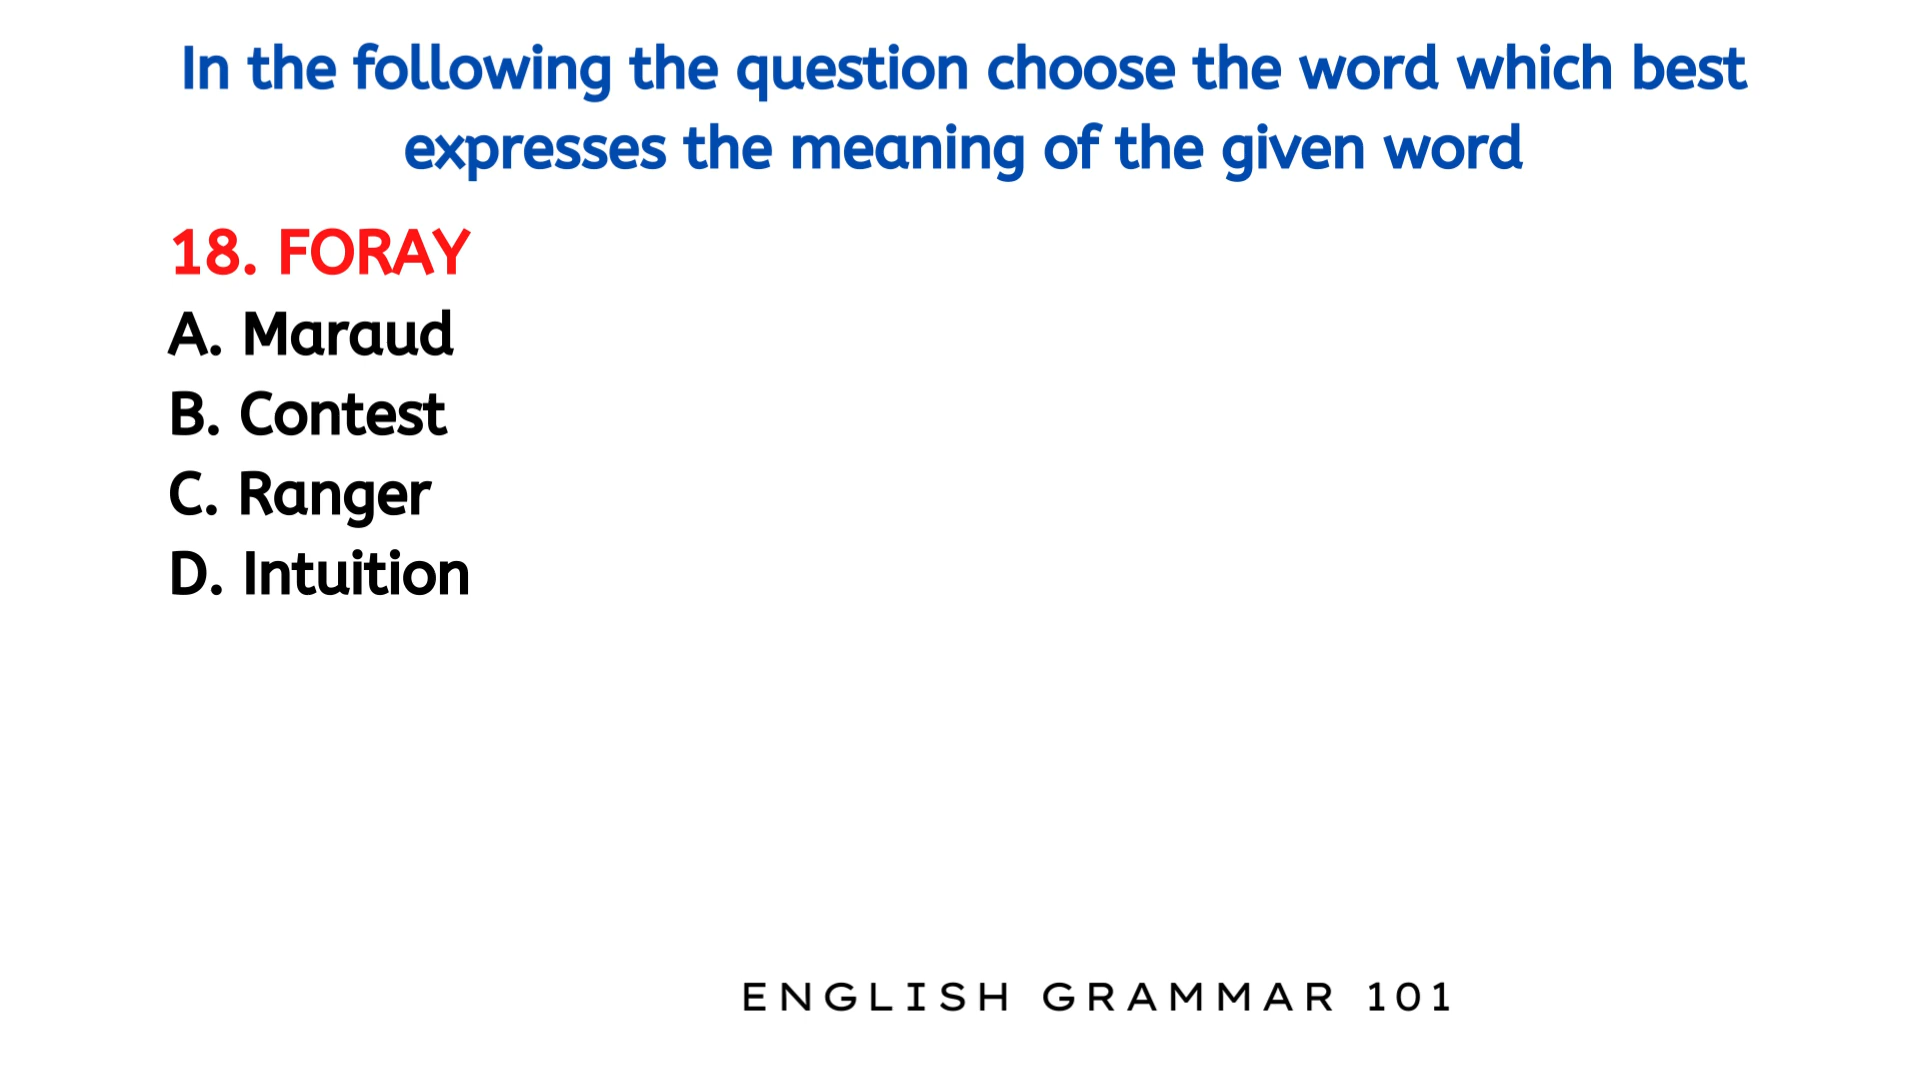 In the following the question choose the word which best
expresses the meaning of the given word
18. FORAY
A. Maraud
B. Contest
C. Ranger
D. Intuition
ENGLISH GRAMMAR 101